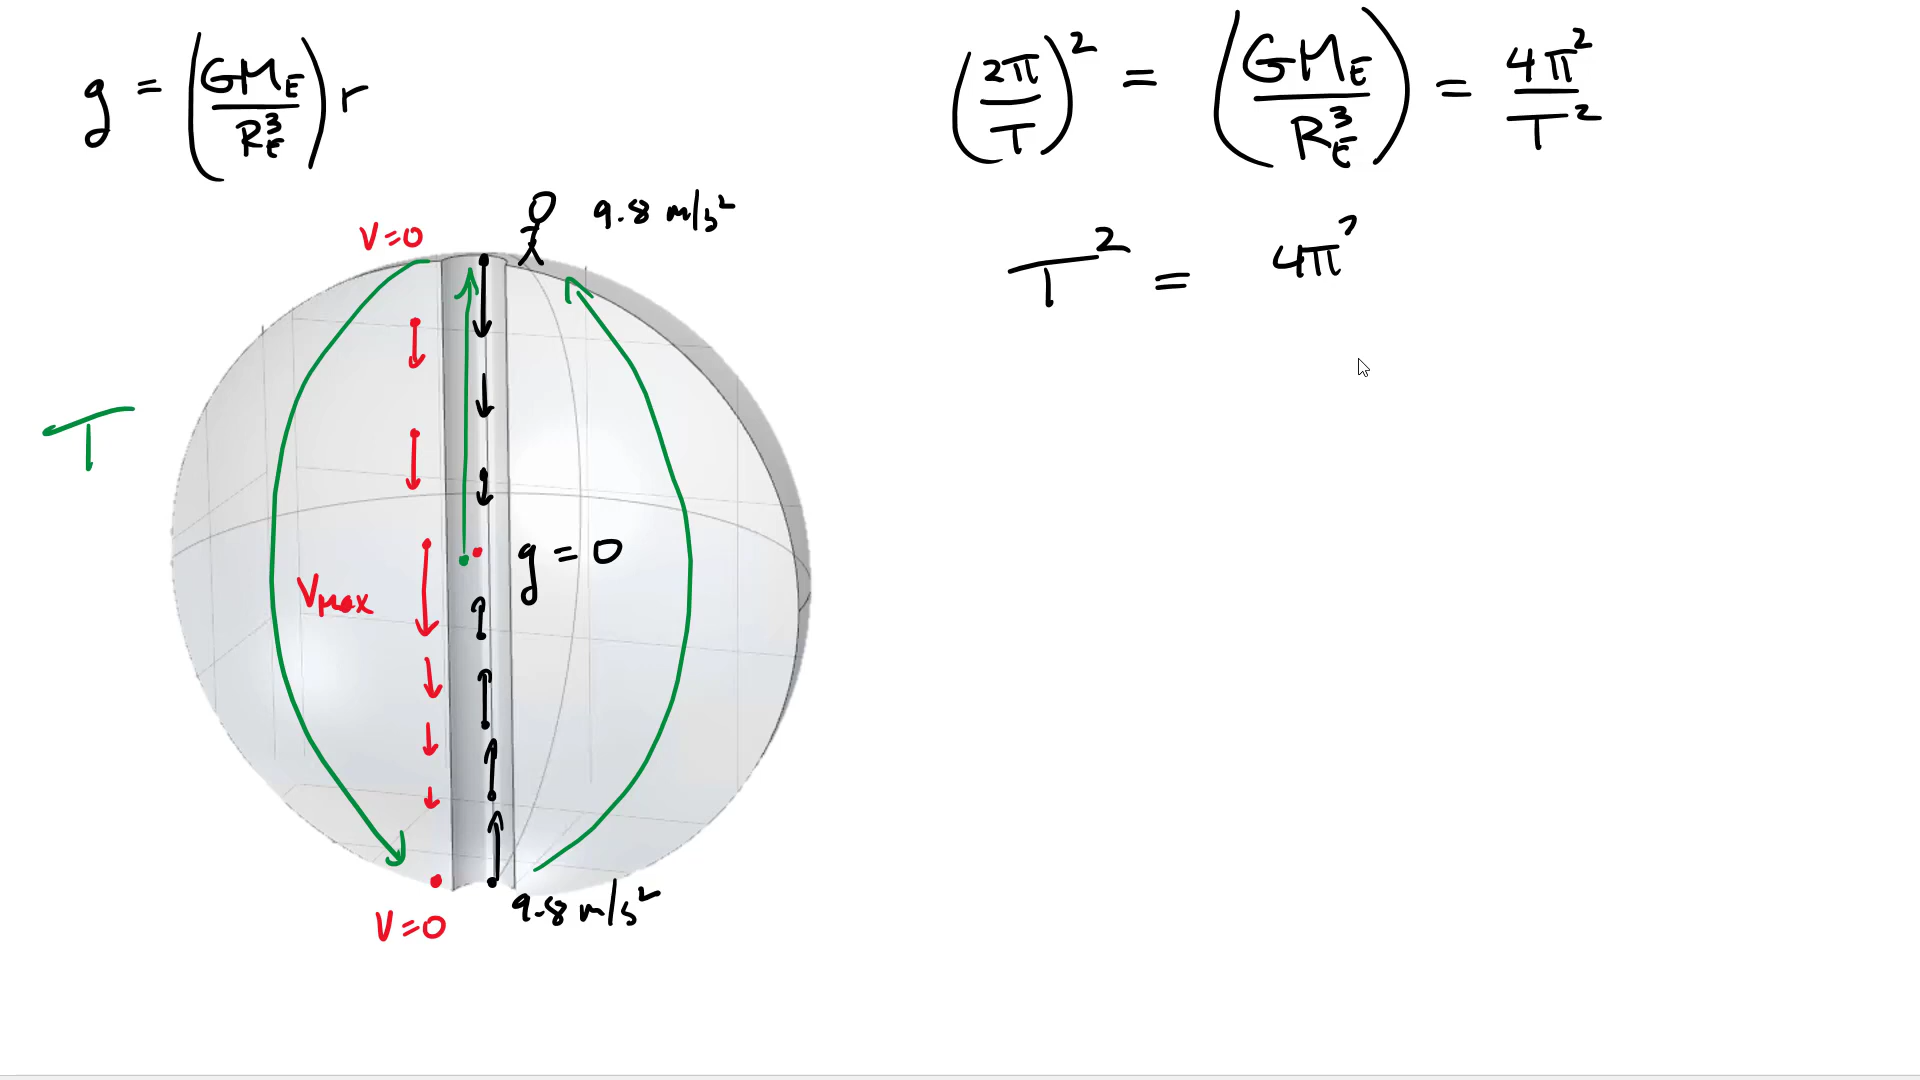 g = (GM_E / R_E^3) r
(2π / T)^2 = (GM_E / R_E^3) = 4π^2 / T^2
T^2 = 4π^2
9.8 m/s^2
V=0
T
g = 0
Vmax
9.8 m/s^2
V=0